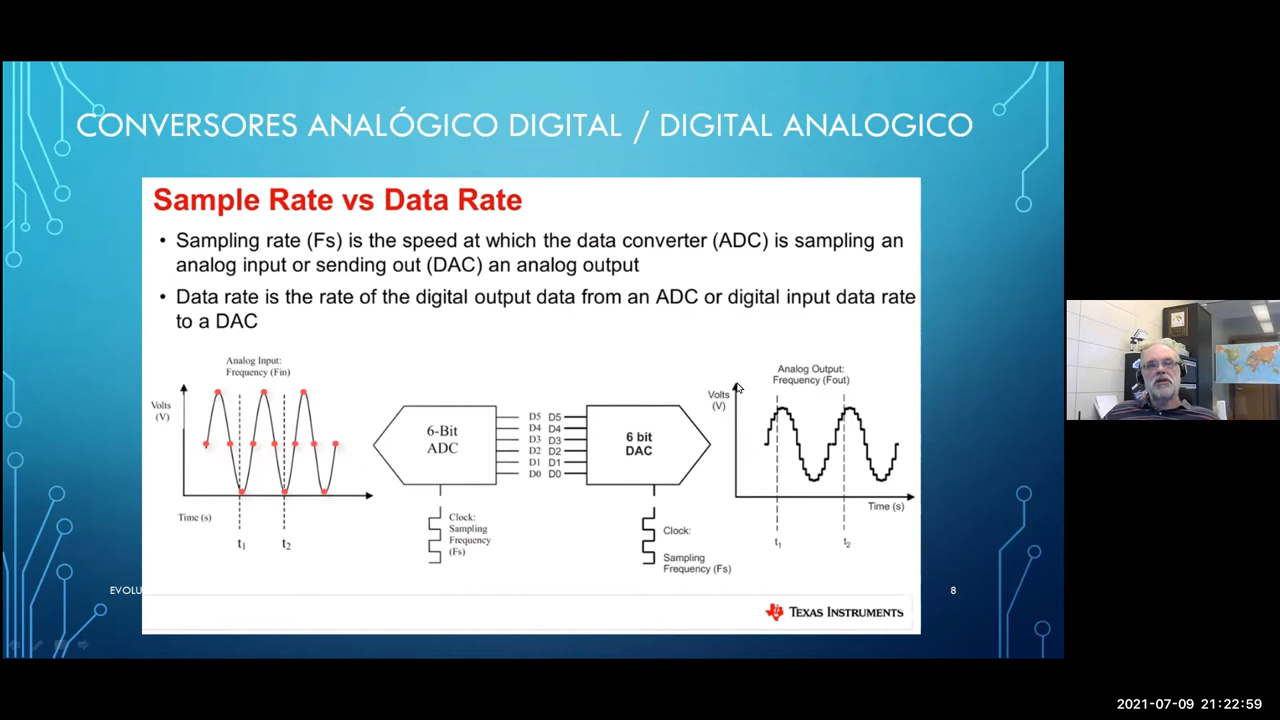 CONVERSORES ANALÓGICO DIGITAL / DIGITAL ANALOGICO
Sample Rate vs Data Rate
• Sampling rate (Fs) is the speed at which the data converter (ADC) is sampling an
analog input or sending out (DAC) an analog output
• Data rate is the rate of the digital output data from an ADC or digital input data rate
to a DAC
Analog Input:
Frequency (Fin)
Volts
(V)
Time (s)
t1
t2
6-Bit
ADC
D5
D4
D3
D2
D1
D0
Clock:
Sampling
Frequency
(Fs)
D5
D4
D3
D2
D1
D0
6 bit
DAC
Clock:
Sampling
Frequency (Fs)
Analog Output:
Frequency (Fout)
Volts
(V)
Time (s)
t1
t2
EVOLU
8
TEXAS INSTRUMENTS
2021-07-09 21:22:59